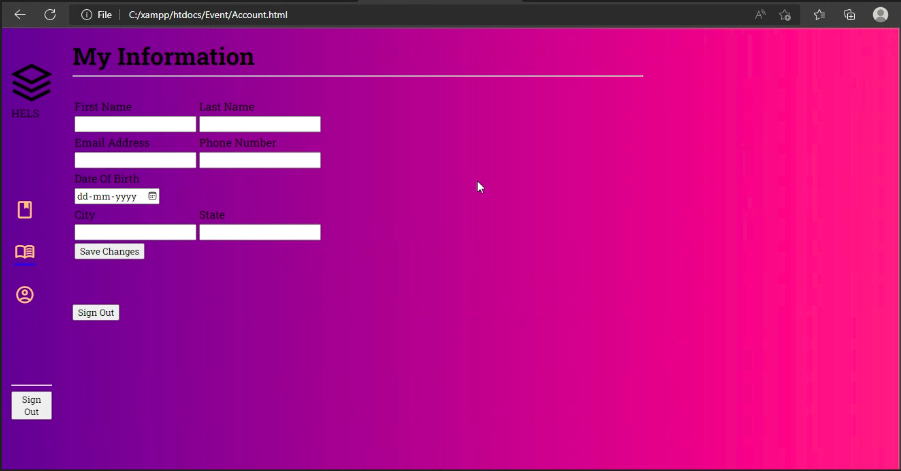 File
C:/xampp/htdocs/Event/Account.html
My Information
HELS
First Name Last Name
Email Address Phone Number
Date Of Birth
dd-mm-yyyy
City State
Save Changes
Sign Out
Sign
Out